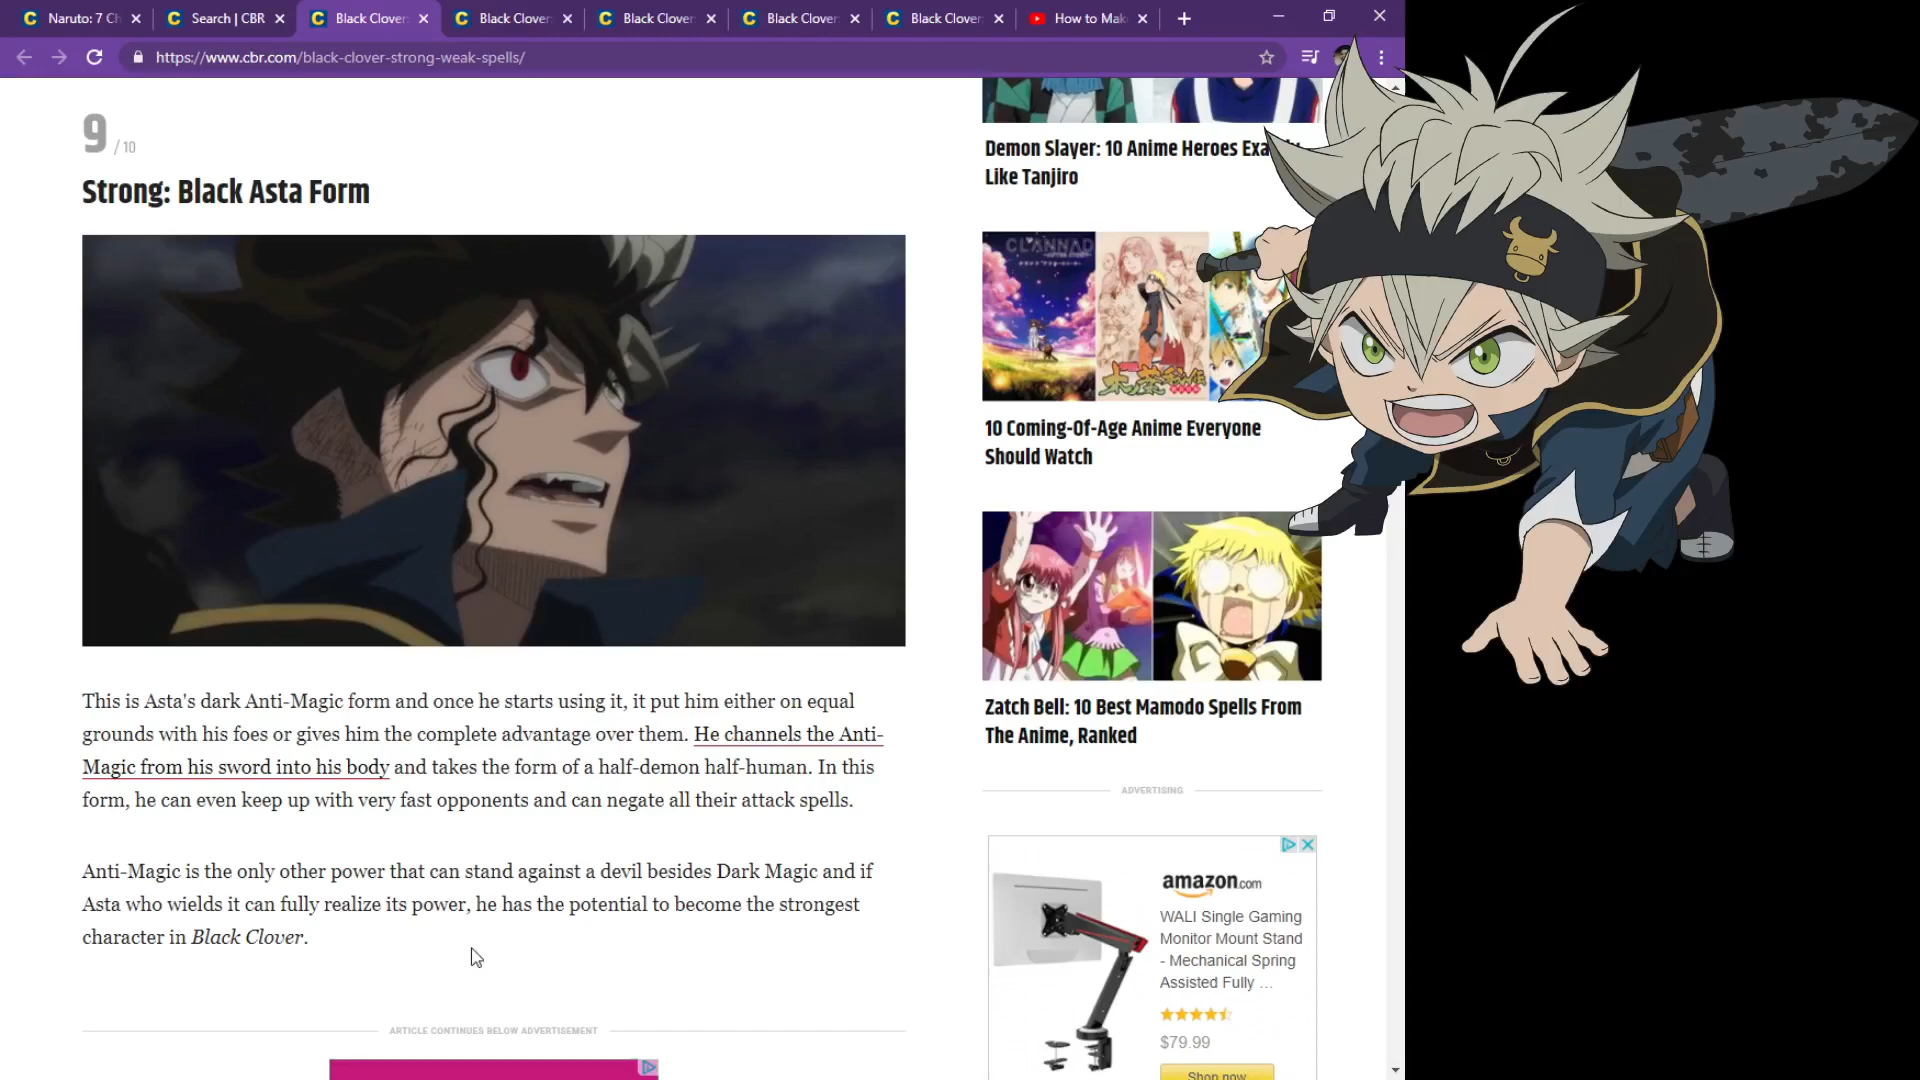 Naruto: 7 Ch
Search | CBR
Black Clover
Black Clover
Black Clover
Black Clover
Black Clover
How to Mak
https://www.cbr.com/black-clover-strong-weak-spells/
9 / 10
Strong: Black Asta Form
This is Asta's dark Anti-Magic form and once he starts using it, it put him either on equal
grounds with his foes or gives him the complete advantage over them. He channels the Anti-
Magic from his sword into his body and takes the form of a half-demon half-human. In this
form, he can even keep up with very fast opponents and can negate all their attack spells.
Anti-Magic is the only other power that can stand against a devil besides Dark Magic and if
Asta who wields it can fully realize its power, he has the potential to become the strongest
character in Black Clover.
ARTICLE CONTINUES BELOW ADVERTISEMENT
Demon Slayer: 10 Anime Heroes
Like Tanjiro
CLANNAD
10 Coming-Of-Age Anime Everyone
Should Watch
Zatch Bell: 10 Best Mamodo Spells From
The Anime, Ranked
ADVERTISING
amazon.com
WALI Single Gaming
Monitor Mount Stand
- Mechanical Spring
Assisted Fully ...
$79.99
Shop now